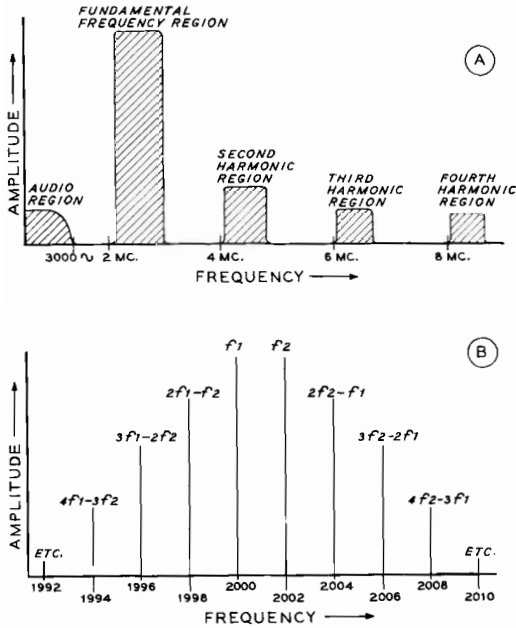 FUNDAMENTAL
FREQUENCY REGION
A
AMPLITUDE
AUDIO
REGION
SECOND
HARMONIC
REGION
THIRD
HARMONIC
REGION
FOURTH
HARMONIC
REGION
3000 ~ 2 MC. 4 MC. 6 MC. 8 MC.
FREQUENCY
B
AMPLITUDE
f1 f2
2f1-f2 2f2-f1
3f1-2f2 3f2-2f1
4f1-3f2 4f2-3f1
ETC. ETC.
1992 1994 1996 1998 2000 2002 2004 2006 2008 2010
FREQUENCY